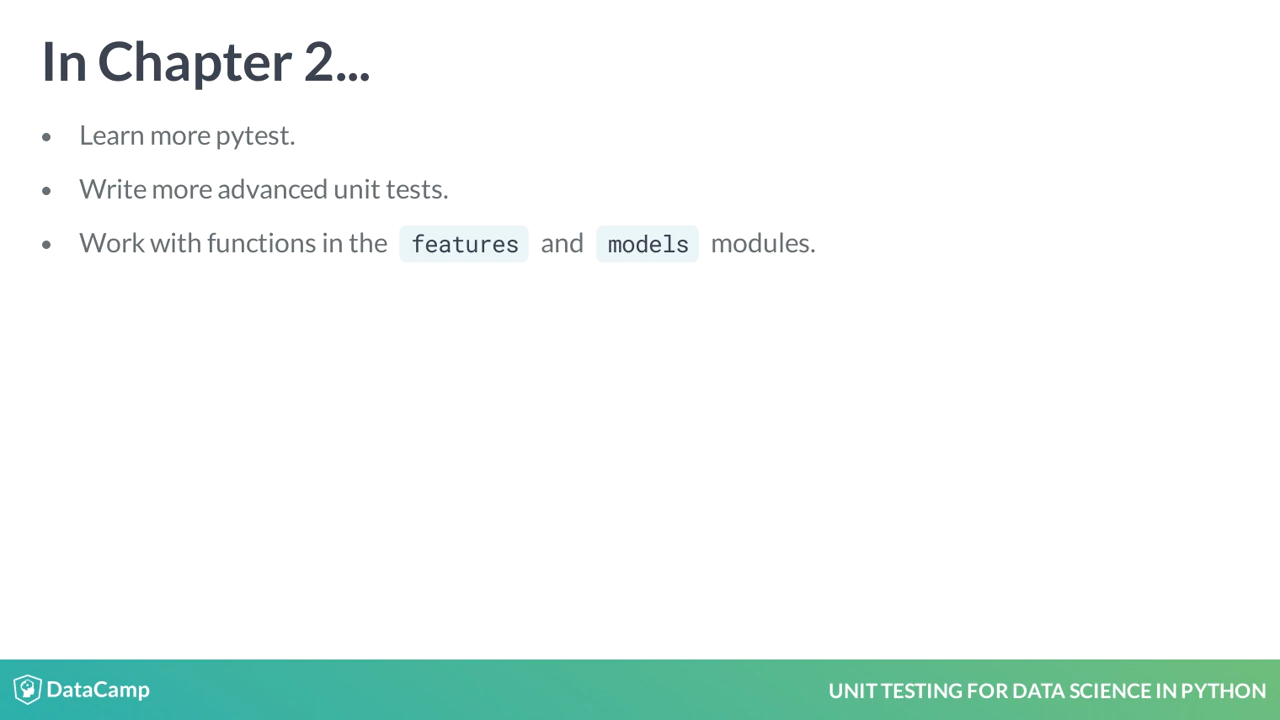 In Chapter 2...
• Learn more pytest.
• Write more advanced unit tests.
• Work with functions in the features and models modules.
DataCamp
UNIT TESTING FOR DATA SCIENCE IN PYTHON